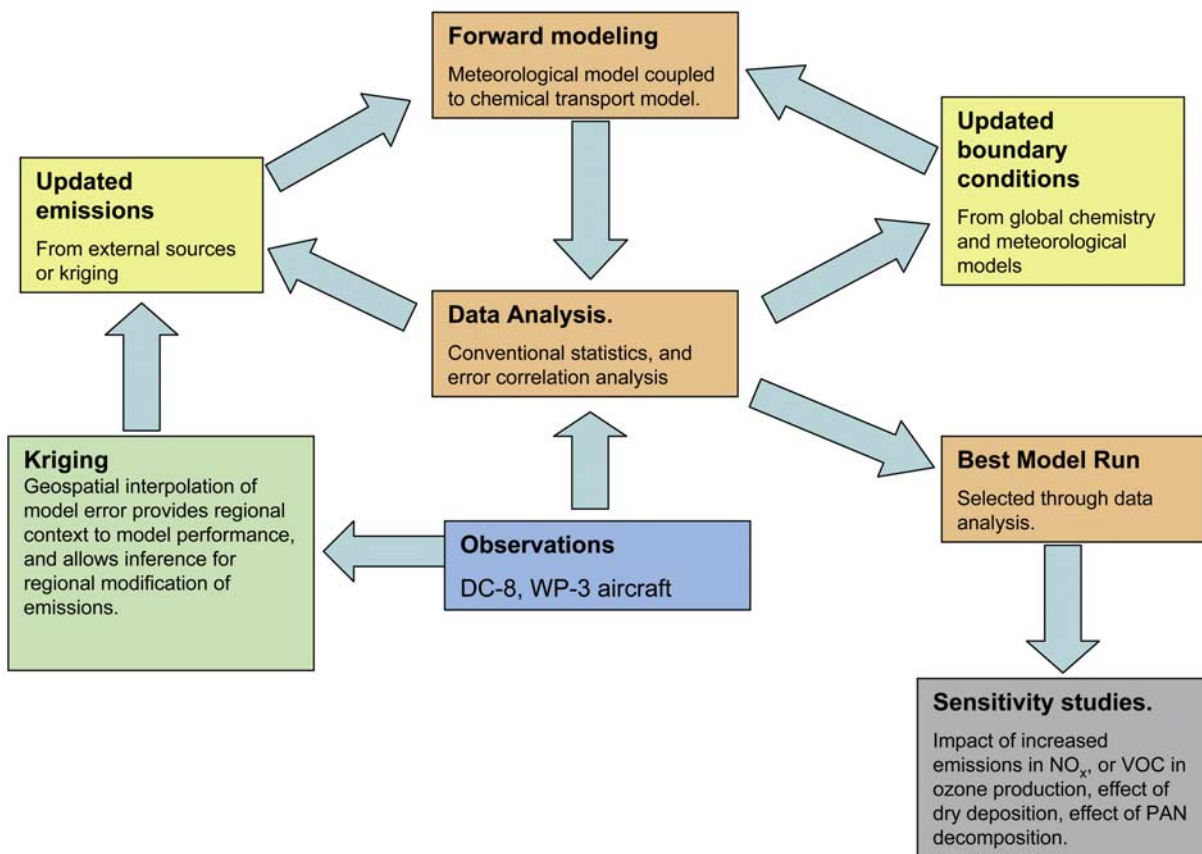 Forward modeling
Meteorological model coupled
to chemical transport model.
Updated
emissions
From external sources
or kriging
Updated
boundary
conditions
From global chemistry
and meteorological
models
Data Analysis.
Conventional statistics, and
error correlation analysis
Kriging
Geospatial interpolation of
model error provides regional
context to model performance,
and allows inference for
regional modification of
emissions.
Observations
DC-8, WP-3 aircraft
Best Model Run
Selected through data
analysis.
Sensitivity studies.
Impact of increased
emissions in NOx, or VOC in
ozone production, effect of
dry deposition, effect of PAN
decomposition.